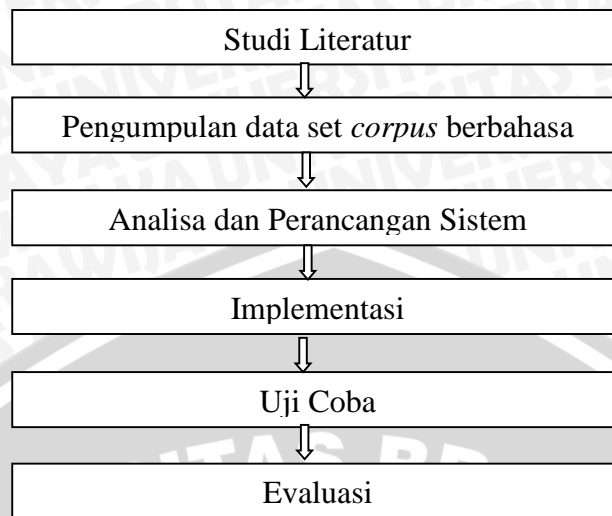 Studi Literatur
Pengumpulan data set corpus berbahasa
Analisa dan Perancangan Sistem
Implementasi
Uji Coba
Evaluasi